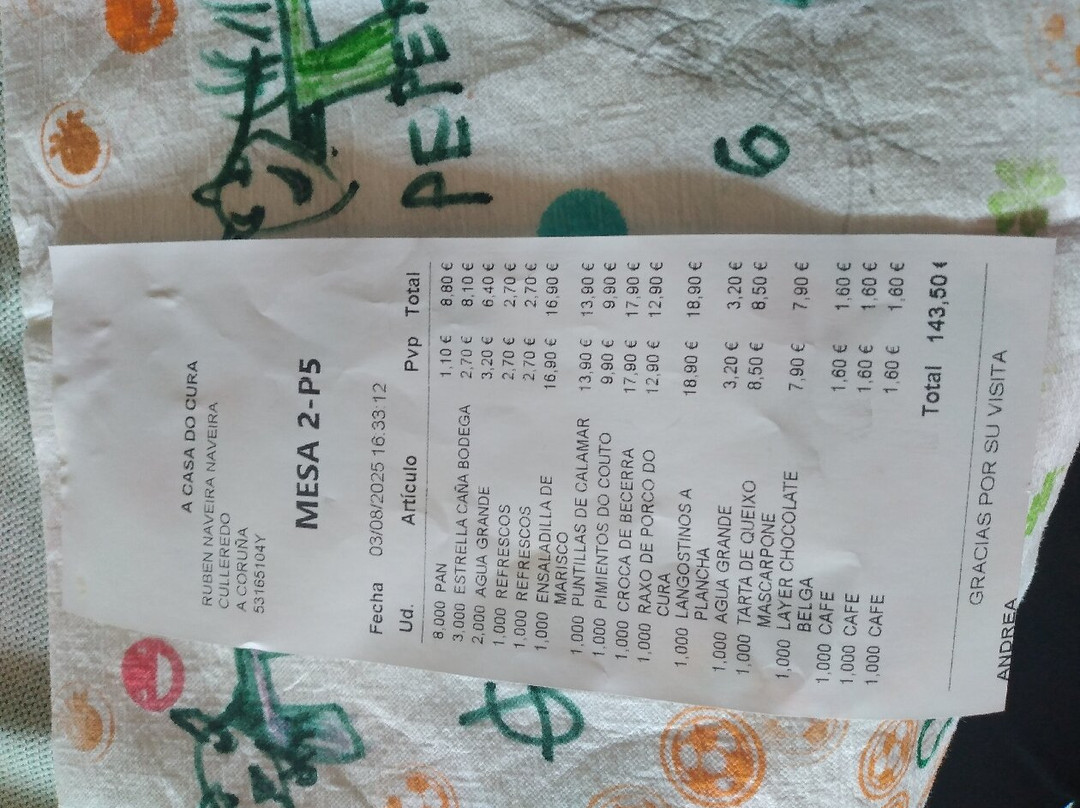 A CASA DO CURA
RUBEN NAVEIRA NAVEIRA
CULLEREDO
A CORUÑA
53165104Y
MESA 2-P5
Fecha 03/08/2025 16:33:12
Ud. Artículo Pvp Total
8,000 PAN 1,10 € 8,80 €
3,000 ESTRELLA CAÑA BODEGA 2,70 € 8,10 €
2,000 AGUA GRANDE 3,20 € 6,40 €
1,000 REFRESCOS 2,70 € 2,70 €
1,000 REFRESCOS 2,70 € 2,70 €
1,000 ENSALADILLA DE 16,90 € 16,90 €
MARISCO
1,000 PUNTILLAS DE CALAMAR 13,90 € 13,90 €
1,000 PIMIENTOS DO COUTO 9,90 € 9,90 €
1,000 CROCA DE BECERRA 17,90 € 17,90 €
1,000 RAXO DE PORCO DO 12,90 € 12,90 €
CURA
1,000 LANGOSTINOS A 18,90 € 18,90 €
PLANCHA
1,000 AGUA GRANDE 3,20 € 3,20 €
1,000 TARTA DE QUEIXO 8,50 € 8,50 €
MASCARPONE
1,000 LAYER CHOCOLATE 7,90 € 7,90 €
BELGA
1,000 CAFE 1,60 € 1,60 €
1,000 CAFE 1,60 € 1,60 €
1,000 CAFE 1,60 € 1,60 €
Total 143,50 €
GRACIAS POR SU VISITA
ANDREA
6